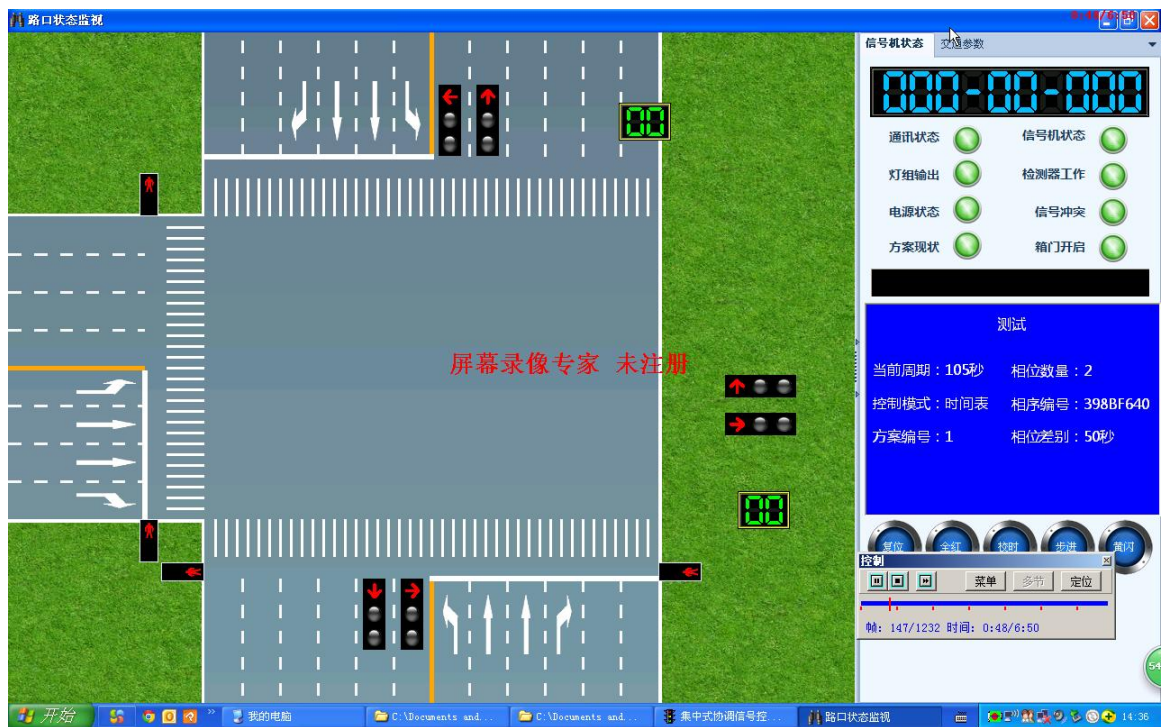 路口状态监视
0:48/6:50
信号机状态
交通参数
000-00-000
通讯状态
信号机状态
灯组输出
检测器工作
电源状态
信号冲突
方案现状
箱门开启
00
屏幕录像专家 未注册
测试
当前周期：105秒
相位数量：2
控制模式：时间表
相序编号：398BF640
方案编号：1
相位差别：50秒
00
复位
全红
校时
步进
黄闪
控制
菜单
多节
定位
帧: 147/1232 时间: 0:48/6:50
54
开始
我的电脑
C:\Documents and...
C:\Documents and...
集中式协调信号控...
路口状态监视
14:36